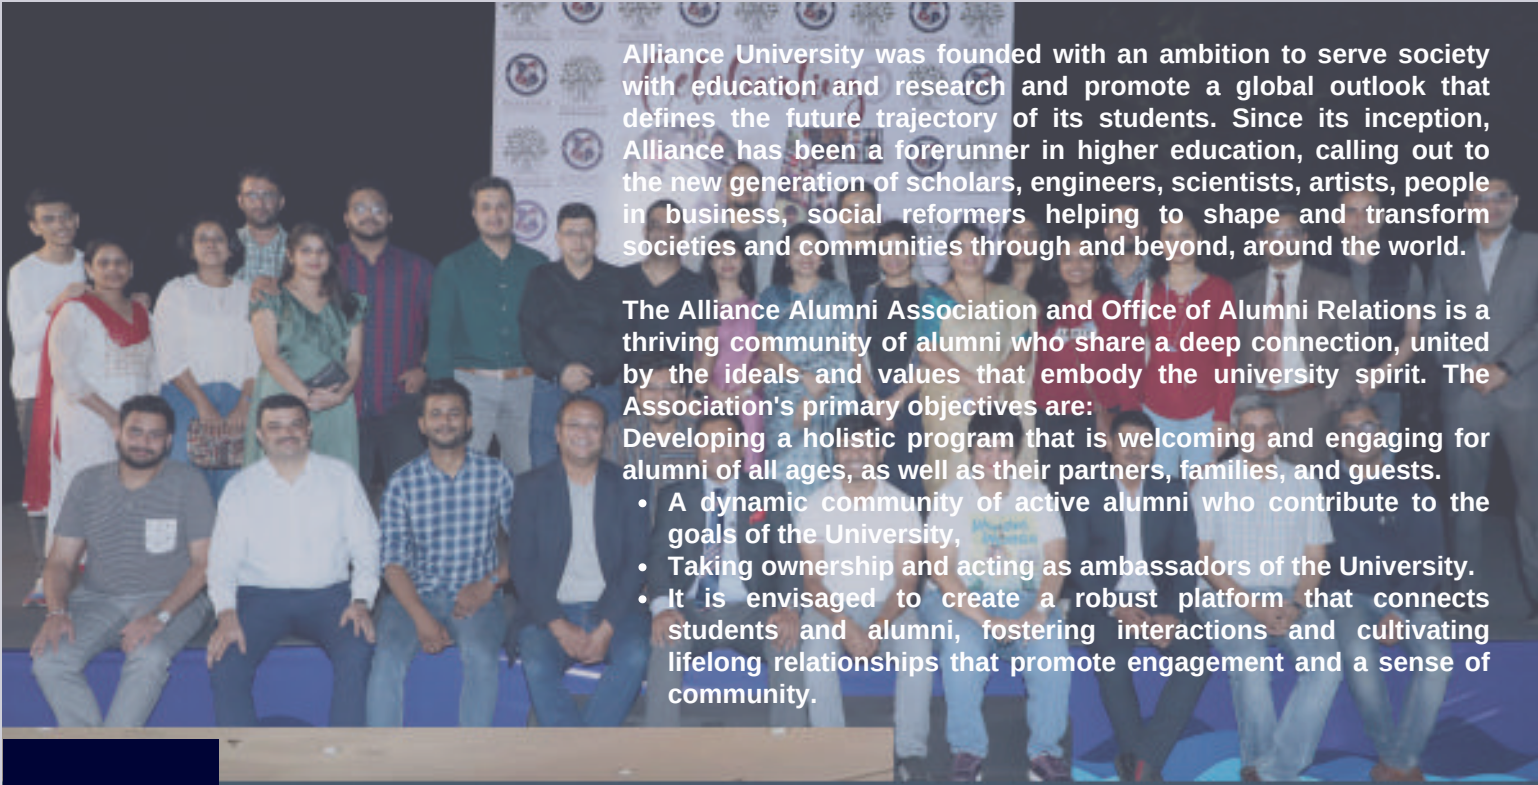 Celebrating
Alliance University was founded with an ambition to serve society
with education and research and promote a global outlook that
defines the future trajectory of its students. Since its inception,
Alliance has been a forerunner in higher education, calling out to
the new generation of scholars, engineers, scientists, artists, people
in business, social reformers helping to shape and transform
societies and communities through and beyond, around the world.
The Alliance Alumni Association and Office of Alumni Relations is a
thriving community of alumni who share a deep connection, united
by the ideals and values that embody the university spirit. The
Association's primary objectives are:
Developing a holistic program that is welcoming and engaging for
alumni of all ages, as well as their partners, families, and guests.
• A dynamic community of active alumni who contribute to the
goals of the University,
• Taking ownership and acting as ambassadors of the University.
• It is envisaged to create a robust platform that connects
students and alumni, fostering interactions and cultivating
lifelong relationships that promote engagement and a sense of
community.